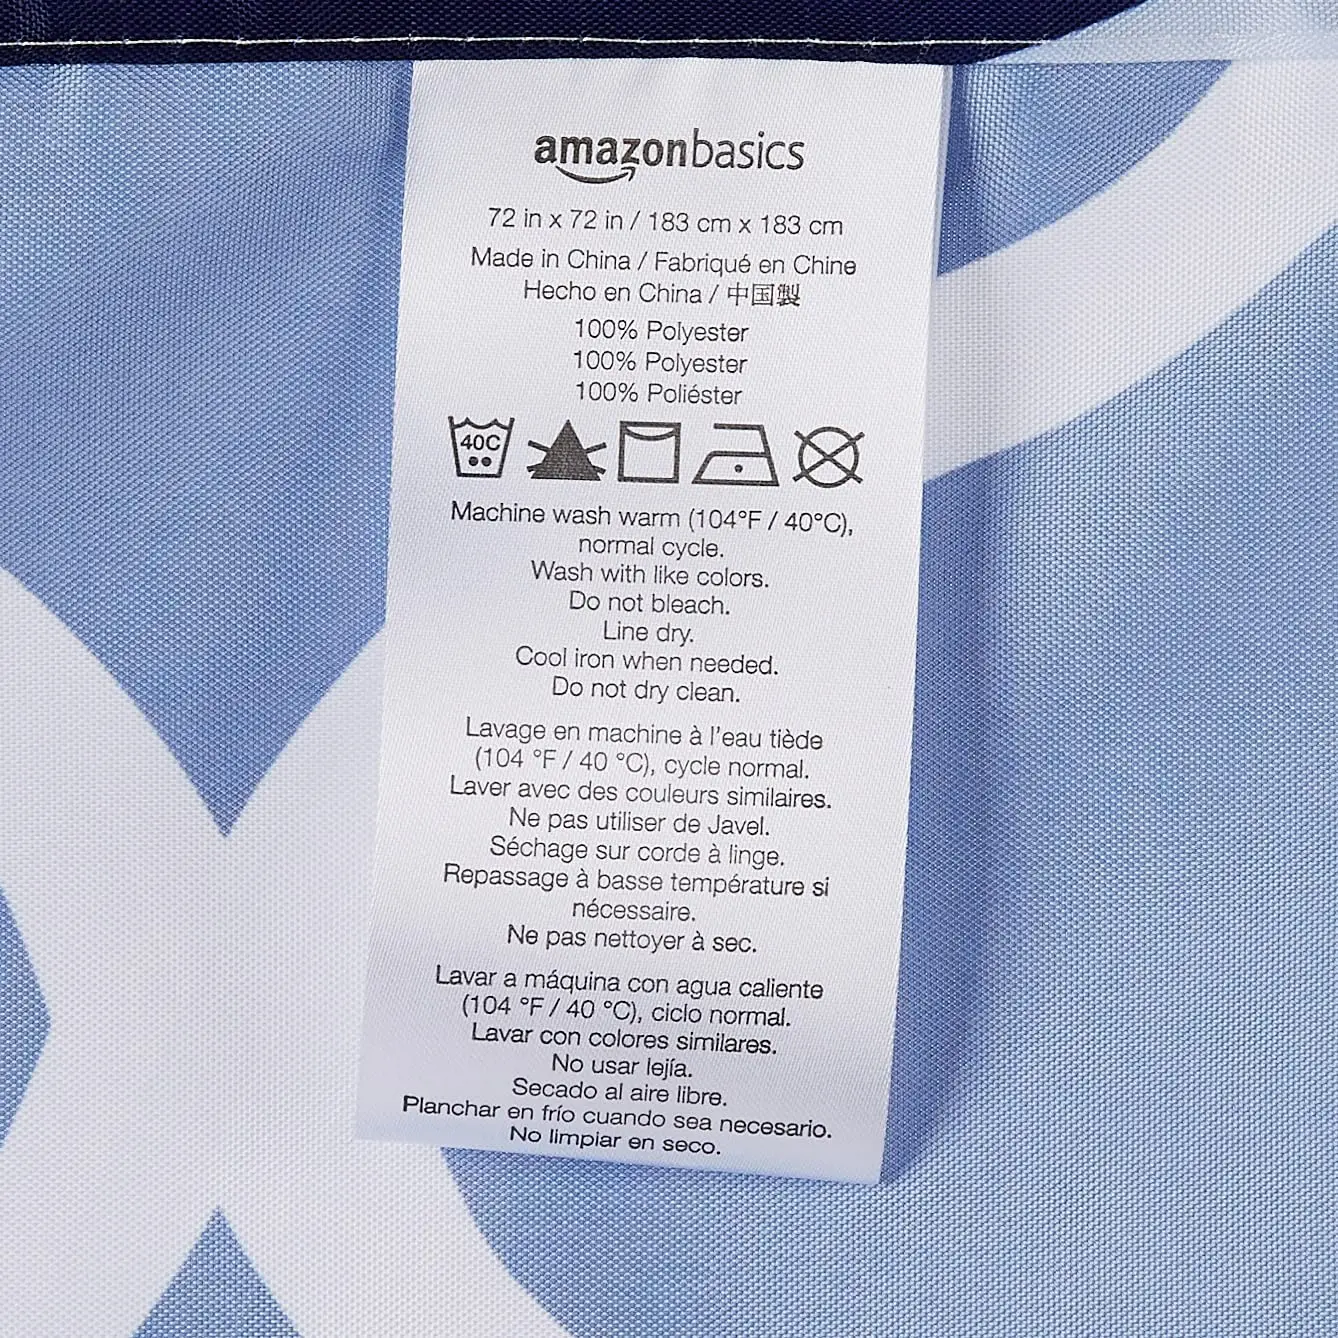 amazonbasics
72 in x 72 in / 183 cm x 183 cm
Made in China / Fabriqué en Chine
Hecho en China / 中国製
100% Polyester
100% Polyester
100% Poliéster
40C
Machine wash warm (104°F / 40°C),
normal cycle.
Wash with like colors.
Do not bleach.
Line dry.
Cool iron when needed.
Do not dry clean.
Lavage en machine à l'eau tiède
(104 °F / 40 °C), cycle normal.
Laver avec des couleurs similaires.
Ne pas utiliser de Javel.
Séchage sur corde à linge.
Repassage à basse température si
nécessaire.
Ne pas nettoyer à sec.
Lavar a máquina con agua caliente
(104 °F / 40 °C), ciclo normal.
Lavar con colores similares.
No usar lejía.
Secado al aire libre.
Planchar en frío cuando sea necesario.
No limpiar en seco.